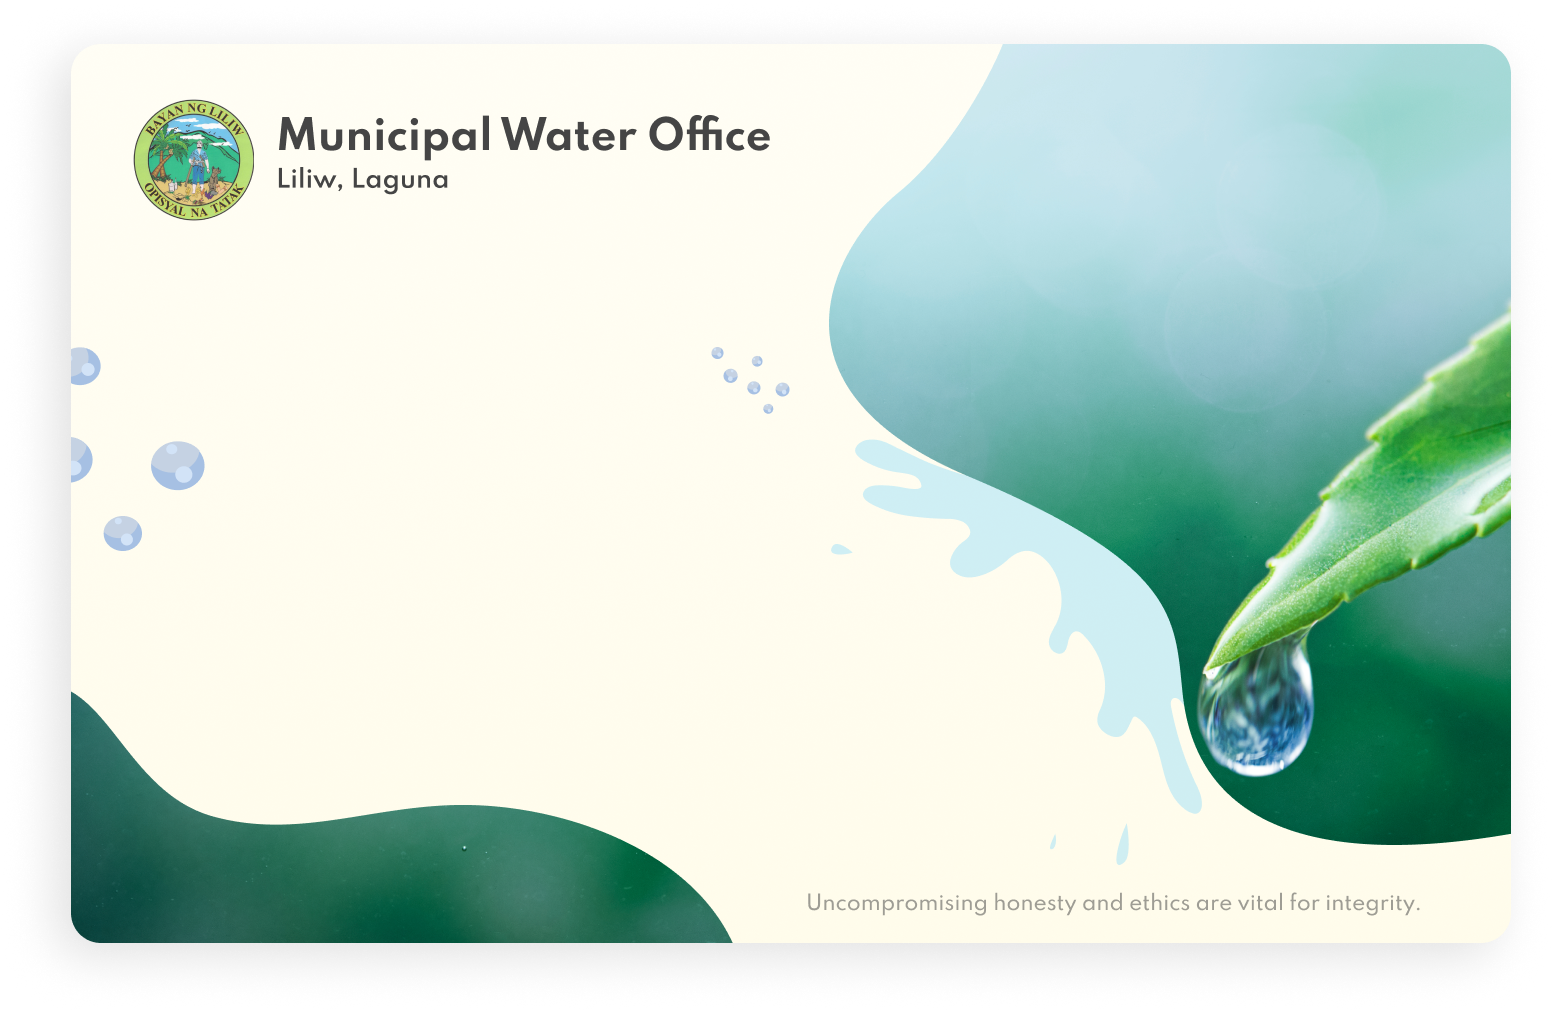 BAYAN NG LILIW
OPISYAL NA TATAK
Municipal Water Office
Liliw, Laguna
Uncompromising honesty and ethics are vital for integrity.